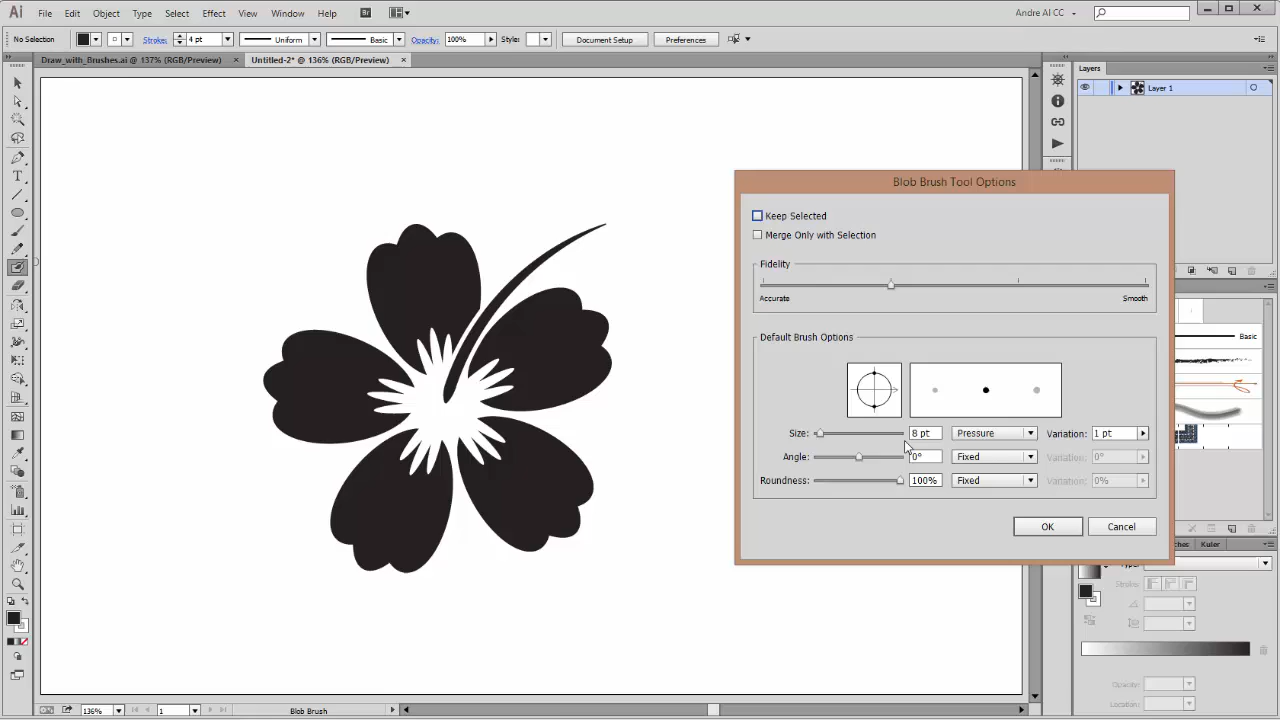 Ai File Edit Object Type Select Effect View Window Help Br Andre AI CC
No Selection Stroke: 4 pt Uniform Basic Opacity: 100% Style: Document Setup Preferences
Draw_with_Brushes.ai @ 137% (RGB/Preview) × Untitled-2* @ 136% (RGB/Preview) ×
Layers
Layer 1
Blob Brush Tool Options
Keep Selected
Merge Only with Selection
Fidelity
Accurate Smooth
Default Brush Options
Basic
Size: 8 pt Pressure Variation: 1 pt
Angle: 0° Fixed Variation: 0°
Roundness: 100% Fixed Variation: 0%
OK Cancel
Kuler
Type:
Stroke:
Opacity:
Location:
136% 1 Blob Brush